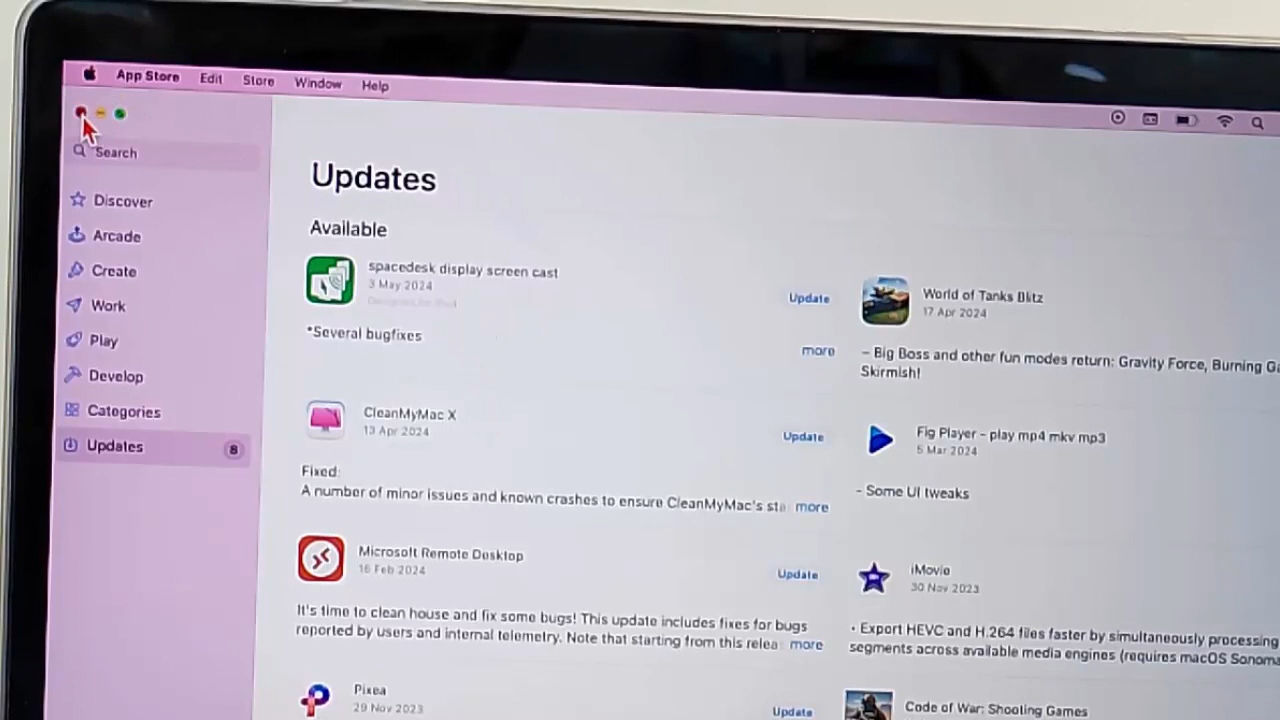 App Store Edit Store Window Help
Search
Discover
Arcade
Create
Work
Play
Develop
Categories
Updates 8
Updates
Available
spacedesk display screen cast
3 May 2024
Designed for iPad
Update
*Several bugfixes
more
World of Tanks Blitz
17 Apr 2024
– Big Boss and other fun modes return: Gravity Force, Burning
Skirmish!
CleanMyMac X
13 Apr 2024
Update
Fixed:
A number of minor issues and known crashes to ensure CleanMyMac's sta more
Fig Player - play mp4 mkv mp3
5 Mar 2024
- Some UI tweaks
Microsoft Remote Desktop
16 Feb 2024
Update
It's time to clean house and fix some bugs! This update includes fixes for bugs
reported by users and internal telemetry. Note that starting from this relea more
iMovie
30 Nov 2023
• Export HEVC and H.264 files faster by simultaneously processing
segments across available media engines (requires macOS Sonoma
Pixea
29 Nov 2023
Update
Code of War: Shooting Games